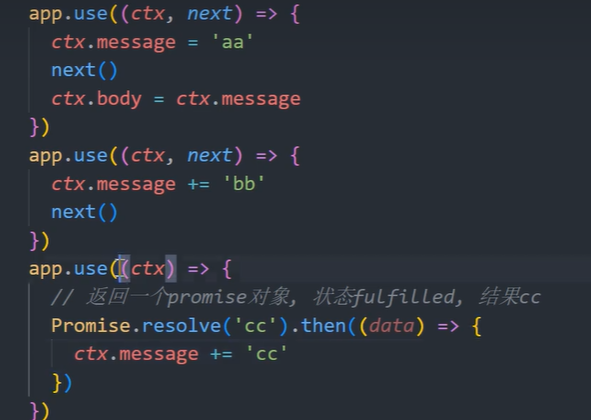 app.use((ctx, next) => {
  ctx.message = 'aa'
  next()
  ctx.body = ctx.message
})
app.use((ctx, next) => {
  ctx.message += 'bb'
  next()
})
app.use((ctx) => {
  // 返回一个promise对象, 状态fulfilled, 结果cc
  Promise.resolve('cc').then((data) => {
    ctx.message += 'cc'
  })
})